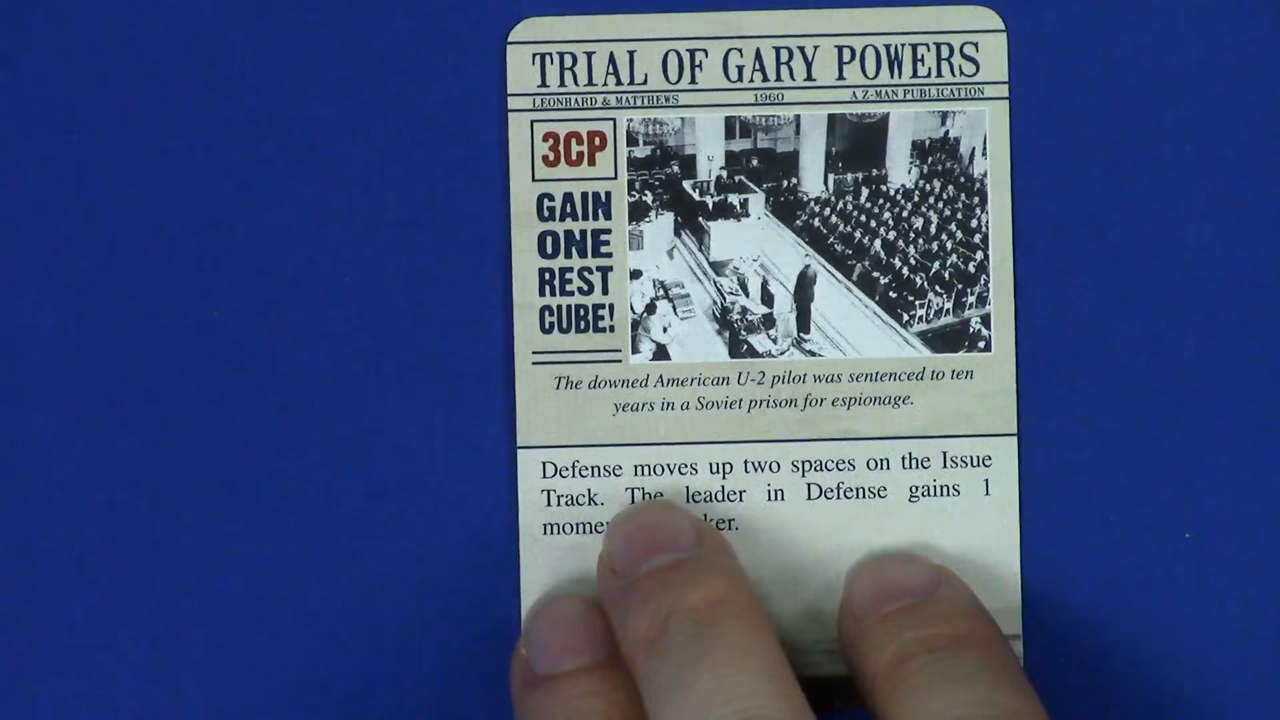 TRIAL OF GARY POWERS
LEONHARD & MATTHEWS 1960 A Z-MAN PUBLICATION
3CP
GAIN
ONE
REST
CUBE!
The downed American U-2 pilot was sentenced to ten
years in a Soviet prison for espionage.
Defense moves up two spaces on the Issue
Track. The leader in Defense gains 1